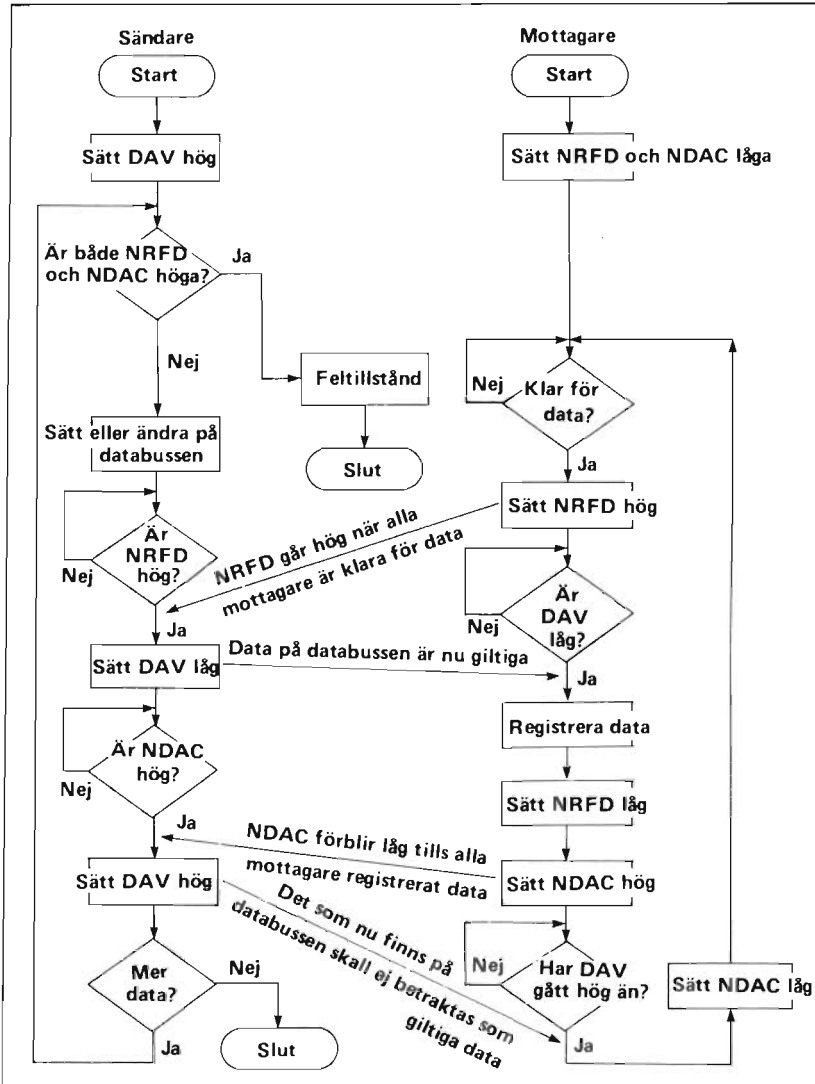 Sändare
Start
Sätt DAV hög
Är både NRFD
och NDAC höga?
Ja
Nej
Feltillstånd
Slut
Sätt eller ändra på
databussen
Är
NRFD
hög?
Nej
Ja
Sätt DAV låg
Är NDAC
hög?
Nej
Ja
Sätt DAV hög
Mer
data?
Nej
Ja
Slut
NRFD går hög när alla
mottagare är klara för data
Data på databussen är nu giltiga
NDAC förblir låg tills alla
mottagare registrerat data
Det som nu finns på
databussen skall ej betraktas som
giltiga data
Mottagare
Start
Sätt NRFD och NDAC låga
Klar för
data?
Nej
Ja
Sätt NRFD hög
Är
DAV
låg?
Nej
Ja
Registrera data
Sätt NRFD låg
Sätt NDAC hög
Har DAV
gått hög än?
Nej
Ja
Sätt NDAC låg